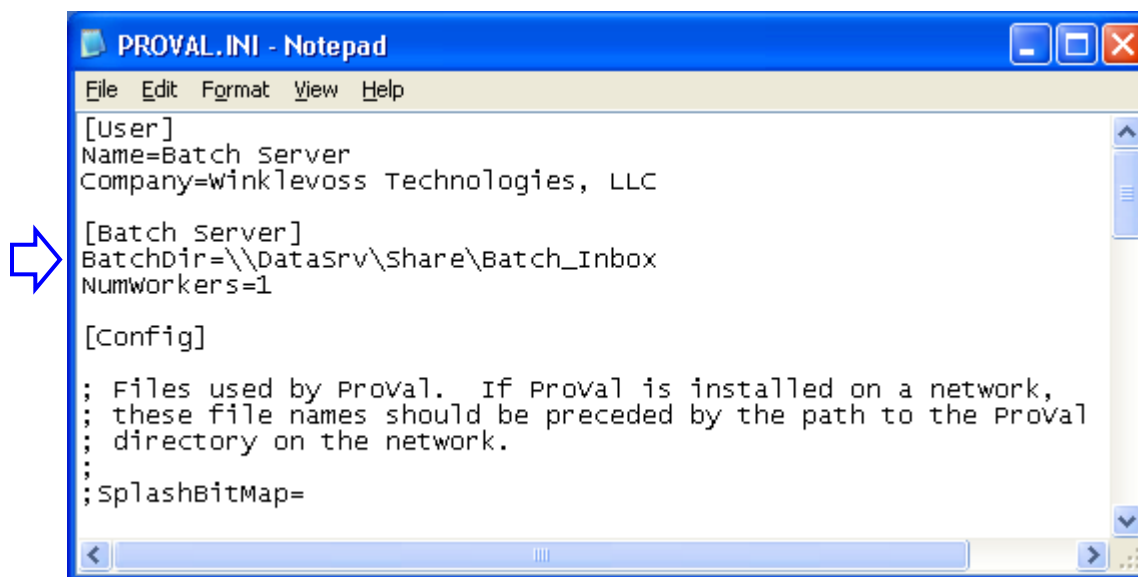 PROVAL.INI - Notepad
File Edit Format View Help
[User]
Name=Batch Server
Company=Winklevoss Technologies, LLC
[Batch Server]
BatchDir=\\DataSrv\Share\Batch_Inbox
NumWorkers=1
[Config]
; Files used by ProVal.  If ProVal is installed on a network,
; these file names should be preceded by the path to the ProVal
; directory on the network.
;
;SplashBitMap=